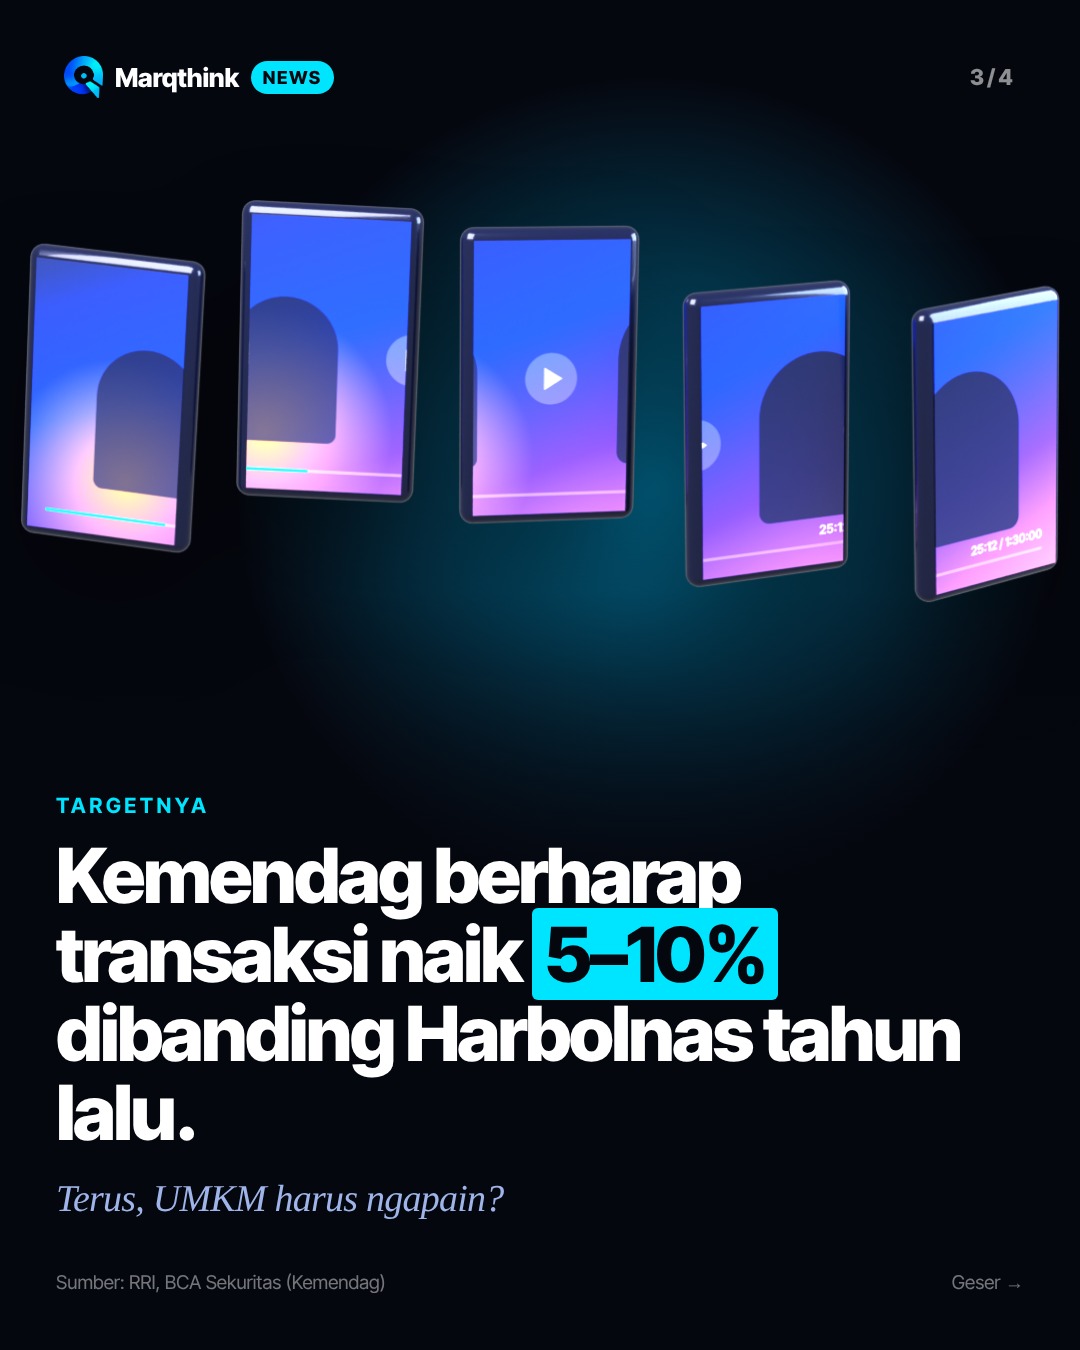 Marqthink NEWS
3/4
25:1
25:12 / 1:30:00
TARGETNYA
Kemendag berharap
transaksi naik 5–10%
dibanding Harbolnas tahun
lalu.
Terus, UMKM harus ngapain?
Sumber: RRI, BCA Sekuritas (Kemendag)
Geser →